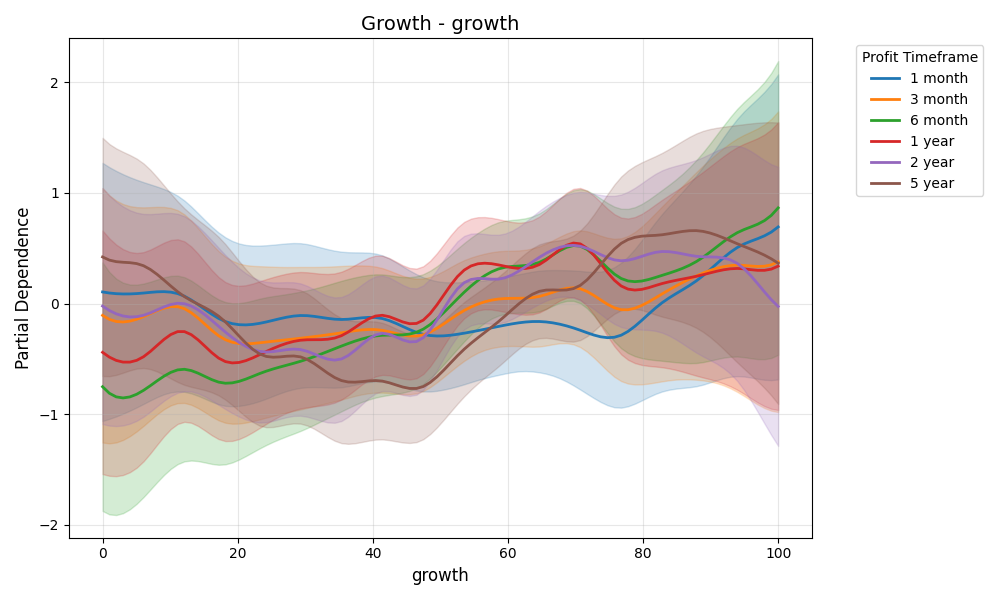 Growth - growth
Profit Timeframe
1 month
3 month
6 month
1 year
2 year
5 year
Partial Dependence
2
1
0
−1
−2
0 20 40 60 80 100
growth